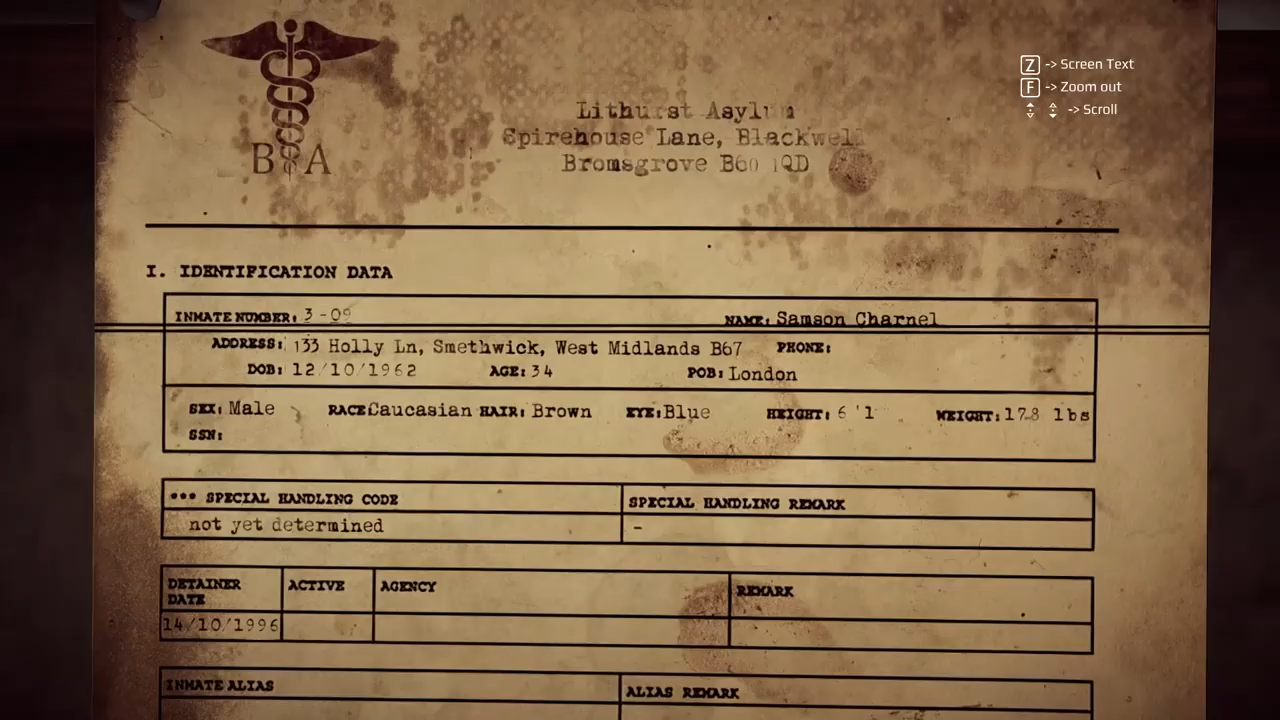 Z -> Screen Text
F -> Zoom out
-> Scroll
B A
Lithurst Asylum
Spirehouse Lane, Blackwell
Bromsgrove B60 1QD
I. IDENTIFICATION DATA
INMATE NUMBER: 3-09 NAME: Samson Charnel
ADDRESS: 133 Holly Ln, Smethwick, West Midlands B67 PHONE:
DOB: 12/10/1962 AGE: 34 POB: London
SEX: Male RACE Caucasian HAIR: Brown EYE: Blue HEIGHT: 6'1 WEIGHT: 178 lbs
SSN:
••• SPECIAL HANDLING CODE SPECIAL HANDLING REMARK
not yet determined -
DETAINER DATE ACTIVE AGENCY REMARK
14/10/1996
INMATE ALIAS ALIAS REMARK